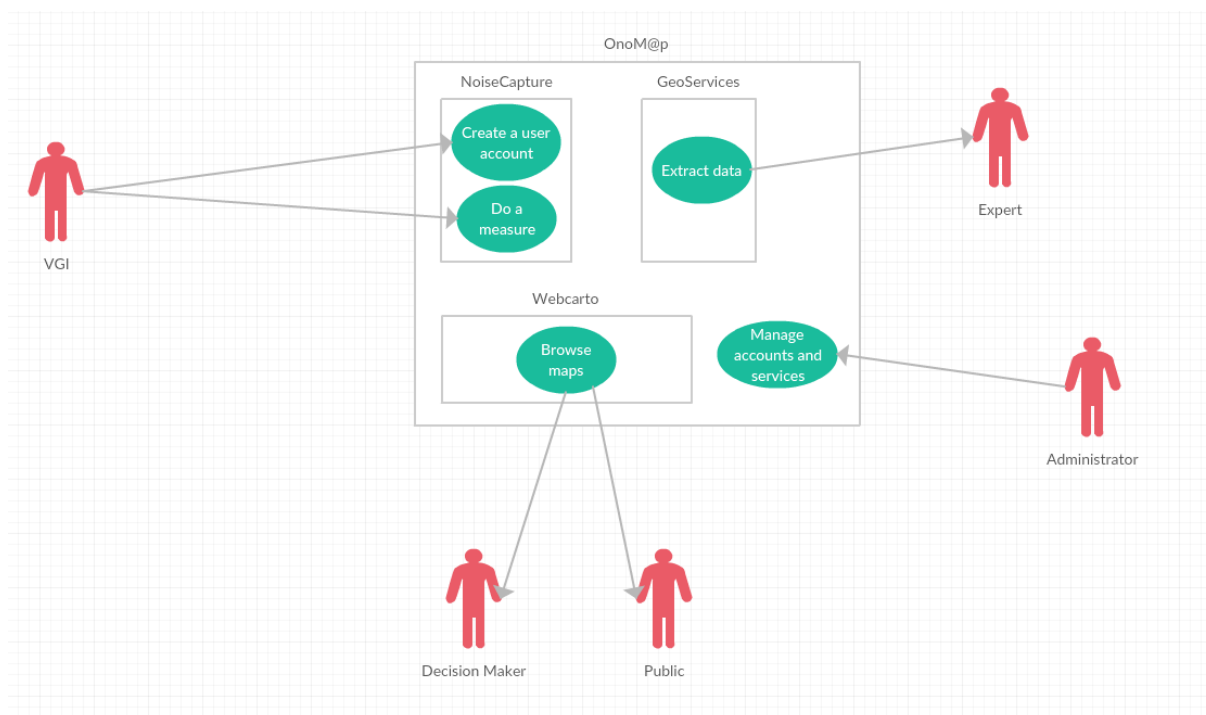 OnoM@p
NoiseCapture
GeoServices
Create a user
account
Extract data
Do a
measure
VGI
Expert
Webcarto
Browse
maps
Manage
accounts and
services
Administrator
Decision Maker
Public